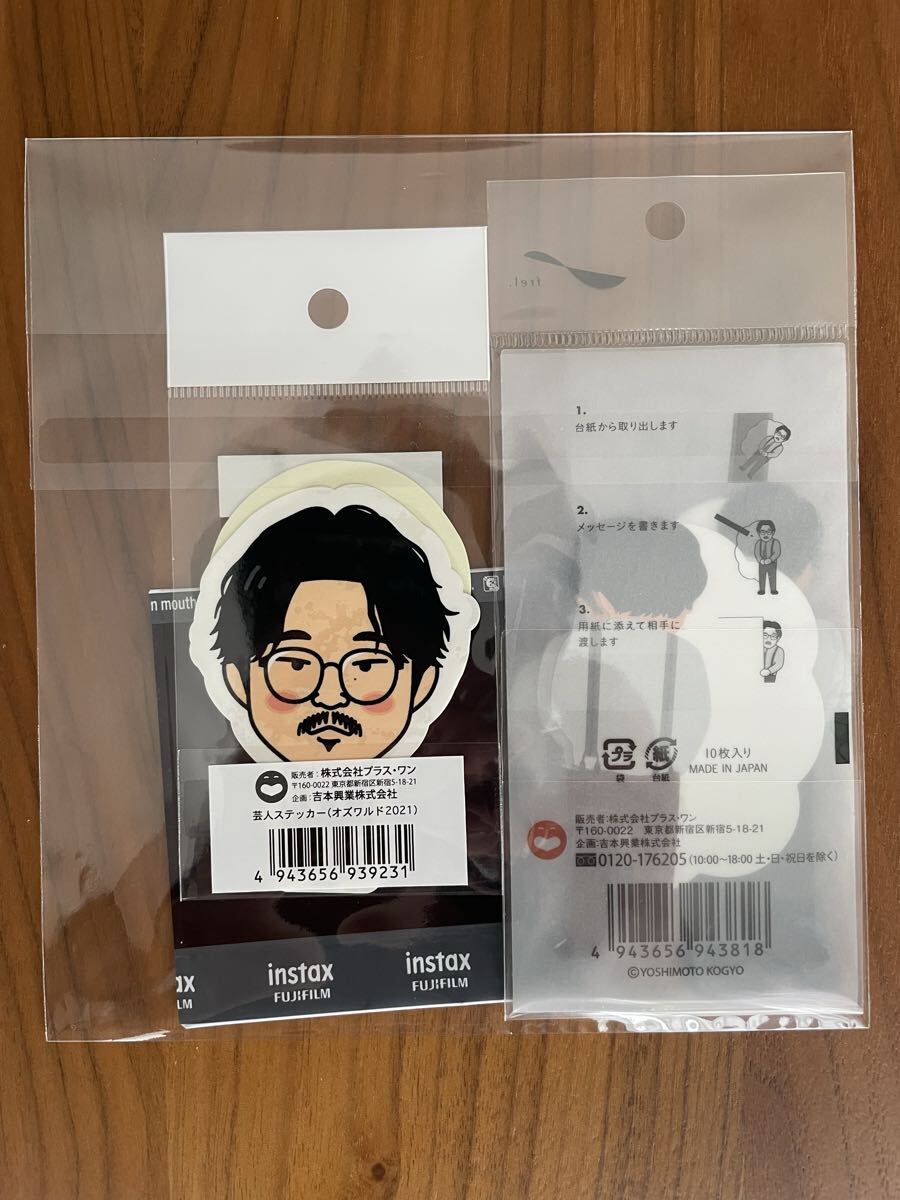 frel.
1.
台紙から取り出します
2.
メッセージを書きます
3.
用紙に添えて相手に
渡します
n mouth
プラ
袋
紙
台紙
10枚入り
MADE IN JAPAN
販売者:株式会社プラス・ワン
〒160-0022 東京都新宿区新宿5-18-21
企画:吉本興業株式会社
芸人ステッカー(オズワルド2021)
4 943656 939231
販売者:株式会社プラス・ワン
〒160-0022 東京都新宿区新宿5-18-21
企画:吉本興業株式会社
0120-176205(10:00〜18:00 土・日・祝日を除く)
4 943656 943818
©YOSHIMOTO KOGYO
ax
LM
instax
FUJIFILM
instax
FUJIFILM